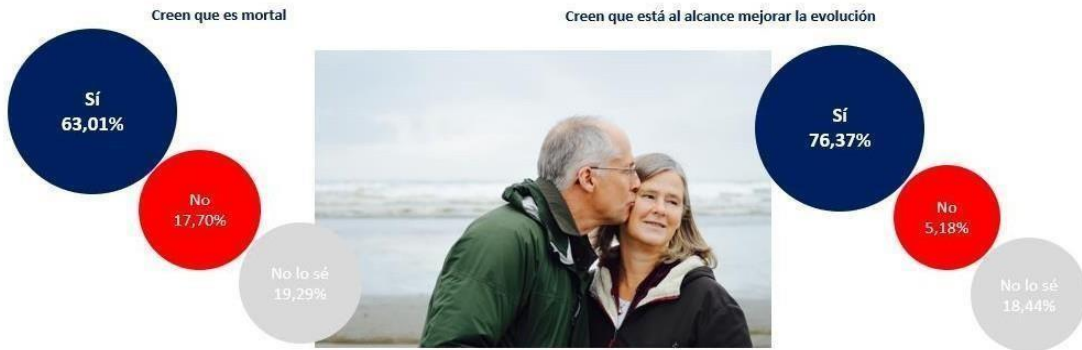 Creen que es mortal
Sí
63,01%
No
17,70%
No lo sé
19,29%
Creen que está al alcance mejorar la evolución
Sí
76,37%
No
5,18%
No lo sé
18,44%